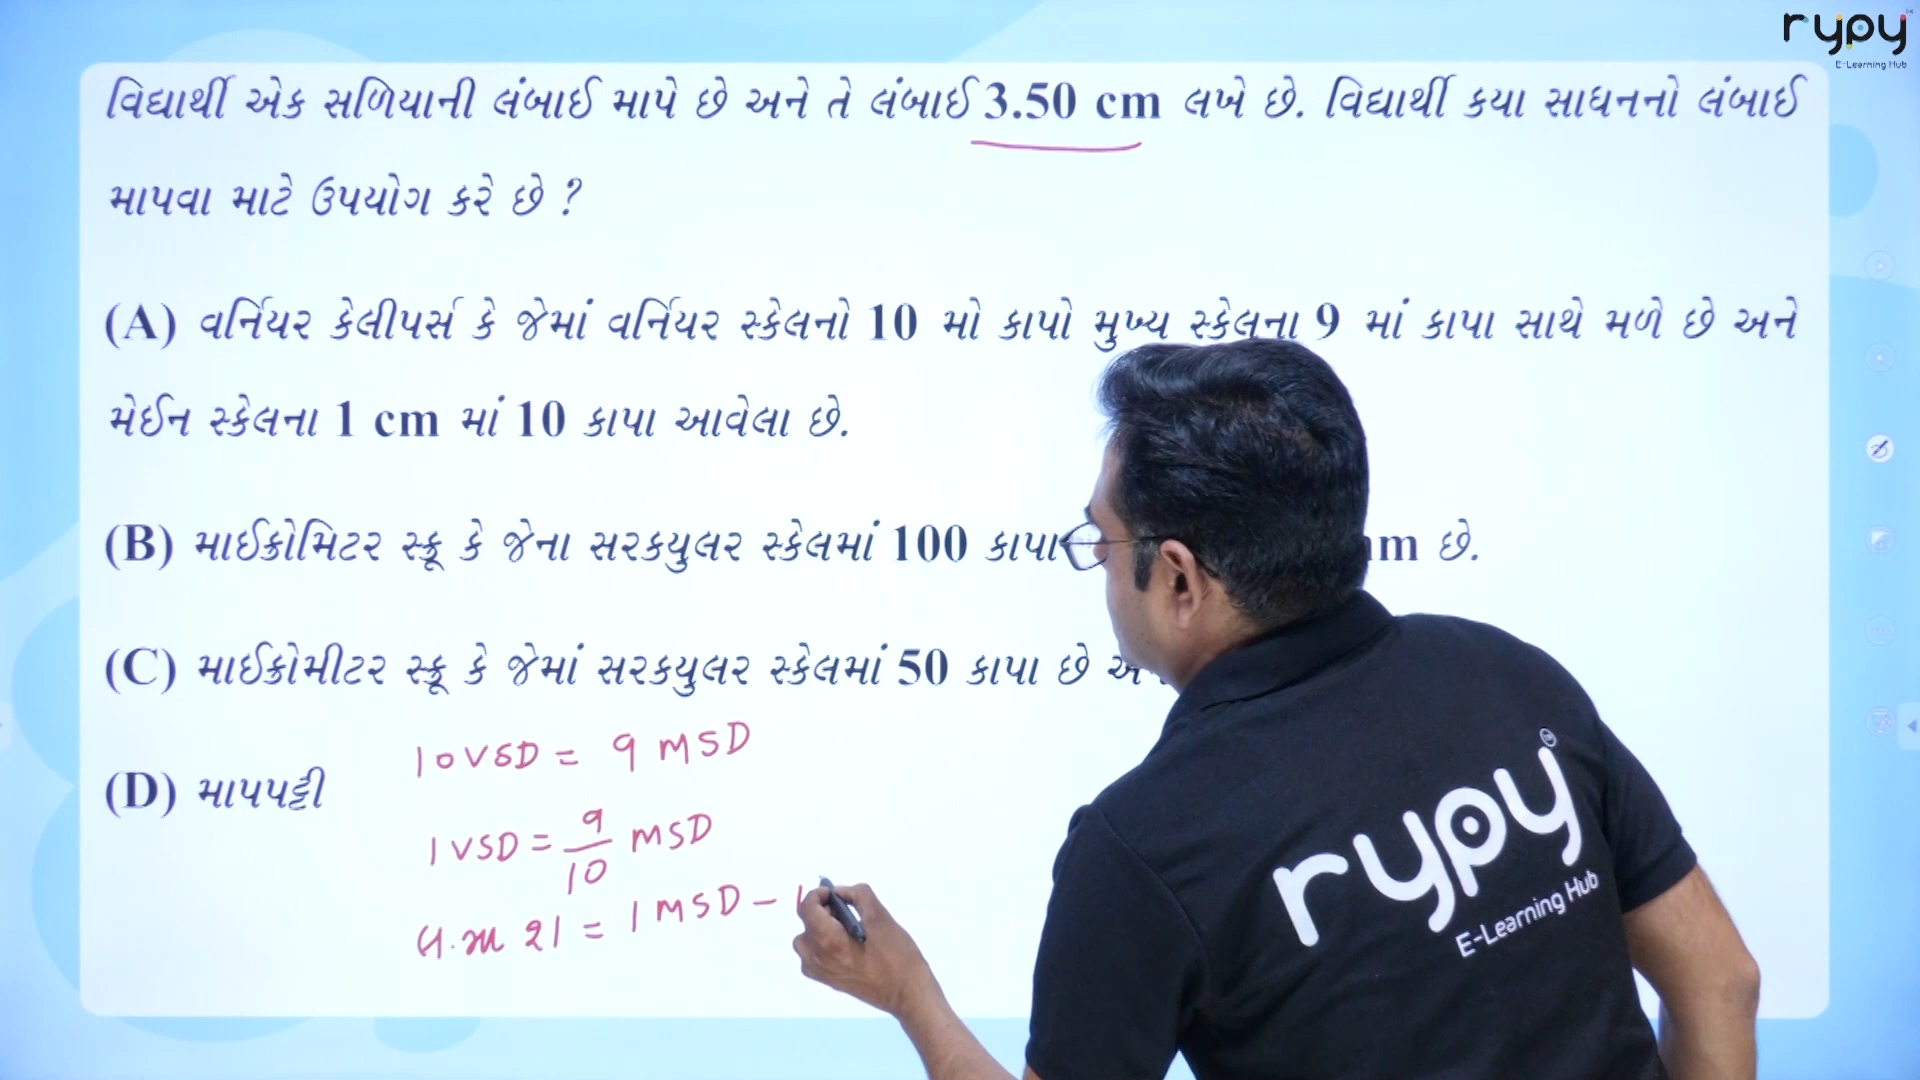 rypy
E-Learning Hub
વિદ્યાર્થી એક સળિયાની લંબાઈ માપે છે અને તે લંબાઈ 3.50 cm લખે છે. વિદ્યાર્થી કયા સાધનનો લંબાઈ
માપવા માટે ઉપયોગ કરે છે ?
(A) વર્નિયર કેલીપર્સ કે જેમાં વર્નિયર સ્કેલનો 10 મો કાપો મુખ્ય સ્કેલના 9 માં કાપા સાથે મળે છે અને
મેઈન સ્કેલના 1 cm માં 10 કાપા આવેલા છે.
(B) માઈક્રોમિટર સ્ક્રૂ કે જેના સરકયુલર સ્કેલમાં 100 કાપા છે.
(C) માઈક્રોમીટર સ્ક્રૂ કે જેમાં સરકયુલર સ્કેલમાં 50 કાપા છે
(D) માપપટ્ટી
10 VSD = 9 MSD
1 VSD = 9/10 MSD
લ.મા શ = 1 MSD - 1
rypy
E-Learning Hub